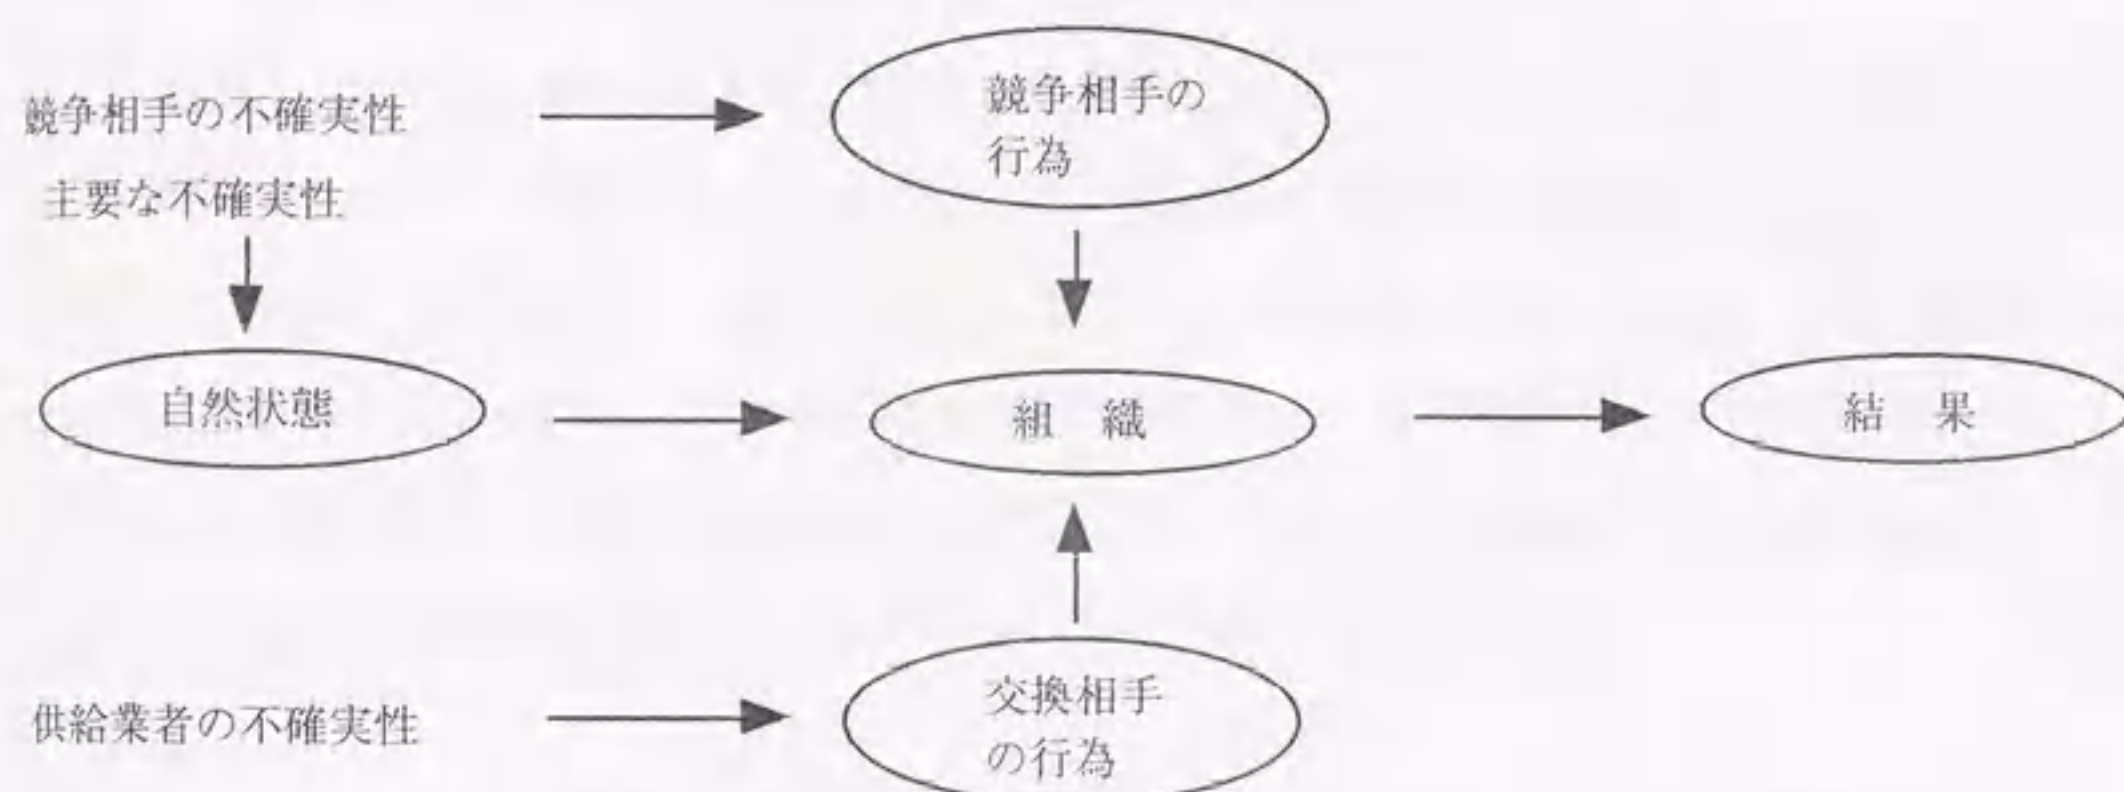 競争相手の不確実性
競争相手の
行為
主要な不確実性
自然状態
組 織
結 果
供給業者の不確実性
交換相手
の行為